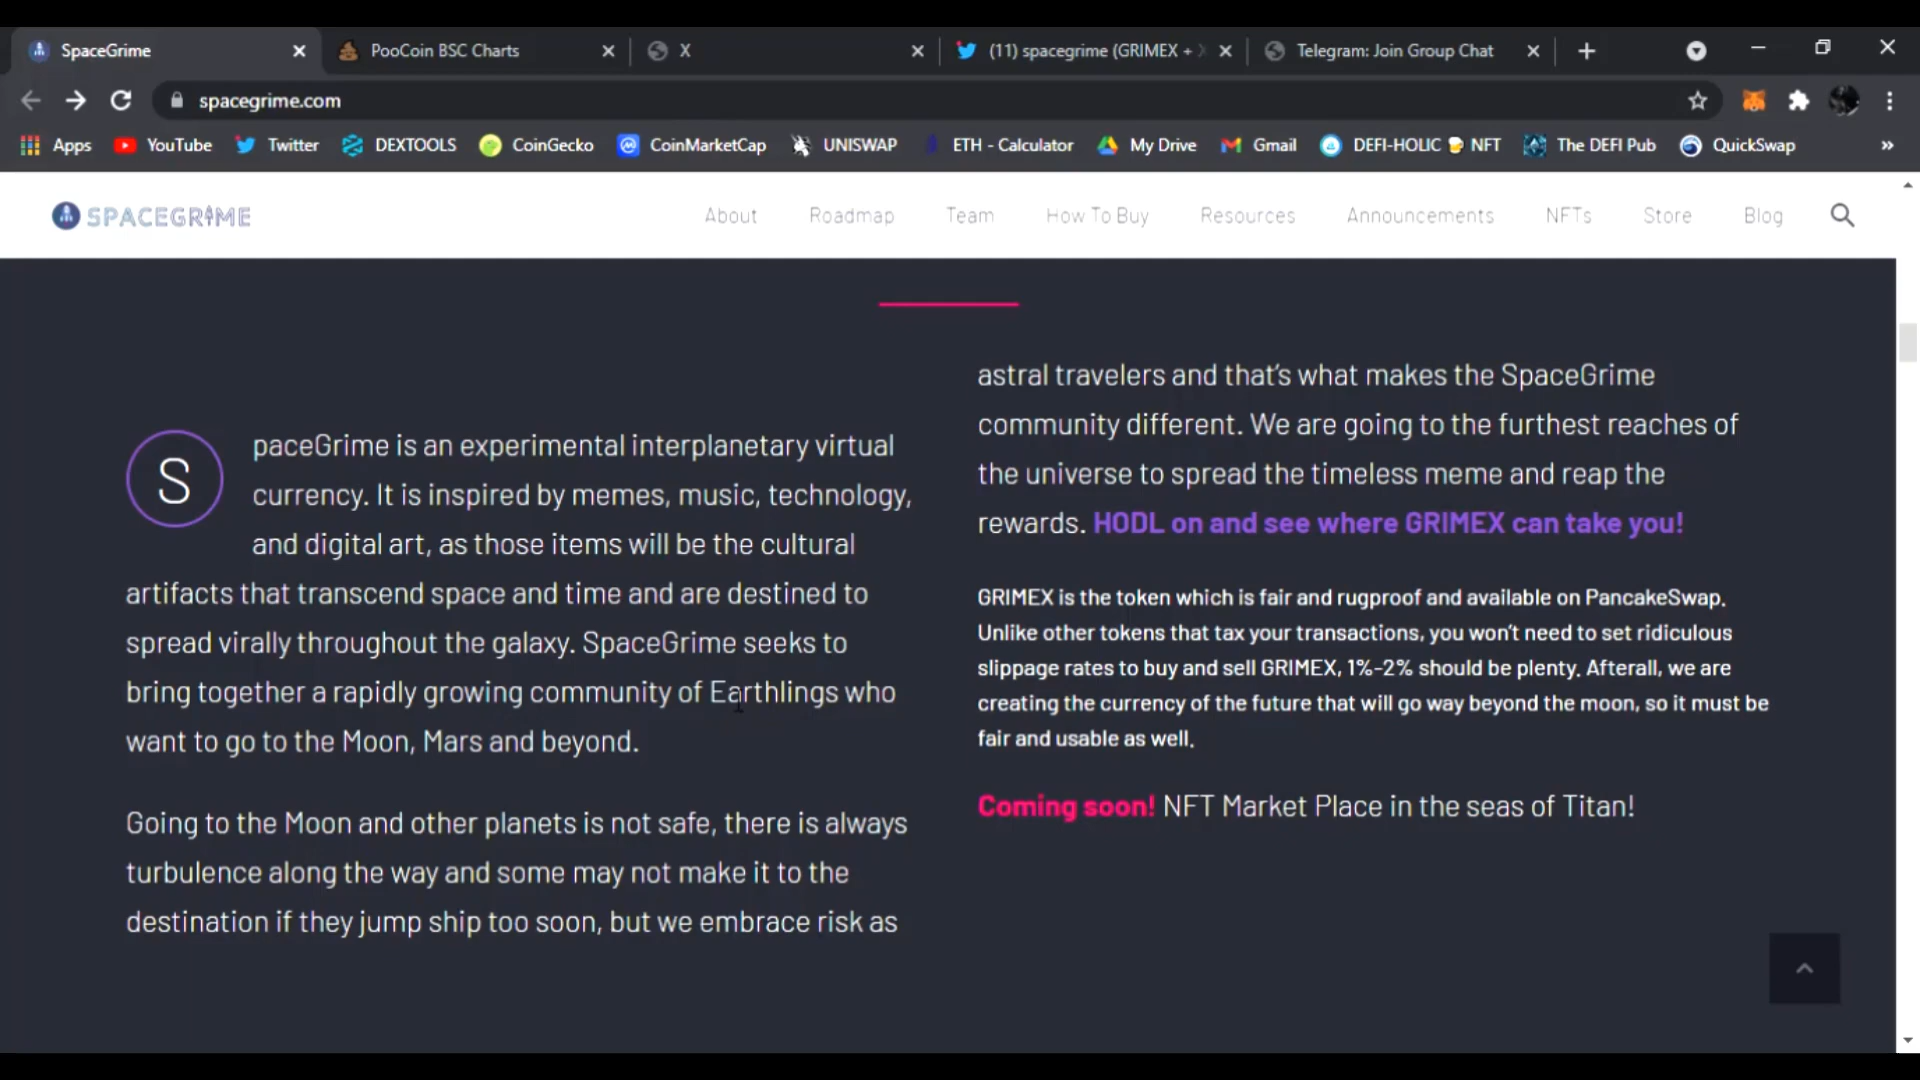 SpaceGrime
PooCoin BSC Charts
X
(11) spacegrime (GRIMEX +
Telegram: Join Group Chat
spacegrime.com
Apps
YouTube
Twitter
DEXTOOLS
CoinGecko
CoinMarketCap
UNISWAP
ETH - Calculator
My Drive
Gmail
DEFI-HOLIC 🍺 NFT
The DEFI Pub
QuickSwap
SPACEGRIME
About
Roadmap
Team
How To Buy
Resources
Announcements
NFTs
Store
Blog
SpaceGrime is an experimental interplanetary virtual
currency. It is inspired by memes, music, technology,
and digital art, as those items will be the cultural
artifacts that transcend space and time and are destined to
spread virally throughout the galaxy. SpaceGrime seeks to
bring together a rapidly growing community of Earthlings who
want to go to the Moon, Mars and beyond.
Going to the Moon and other planets is not safe, there is always
turbulence along the way and some may not make it to the
destination if they jump ship too soon, but we embrace risk as
astral travelers and that's what makes the SpaceGrime
community different. We are going to the furthest reaches of
the universe to spread the timeless meme and reap the
rewards. HODL on and see where GRIMEX can take you!
GRIMEX is the token which is fair and rugproof and available on PancakeSwap.
Unlike other tokens that tax your transactions, you won't need to set ridiculous
slippage rates to buy and sell GRIMEX, 1%-2% should be plenty. Afterall, we are
creating the currency of the future that will go way beyond the moon, so it must be
fair and usable as well.
Coming soon! NFT Market Place in the seas of Titan!